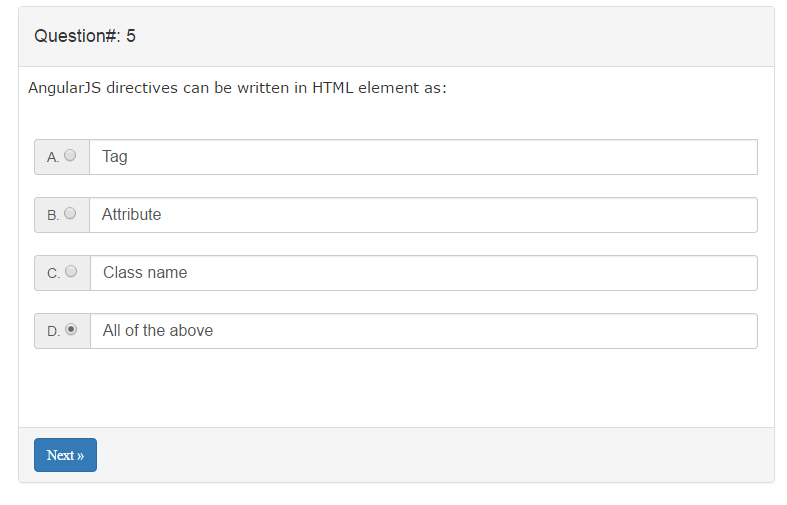 Question#: 5
AngularJS directives can be written in HTML element as:
A. Tag
B. Attribute
C. Class name
D. All of the above
Next »